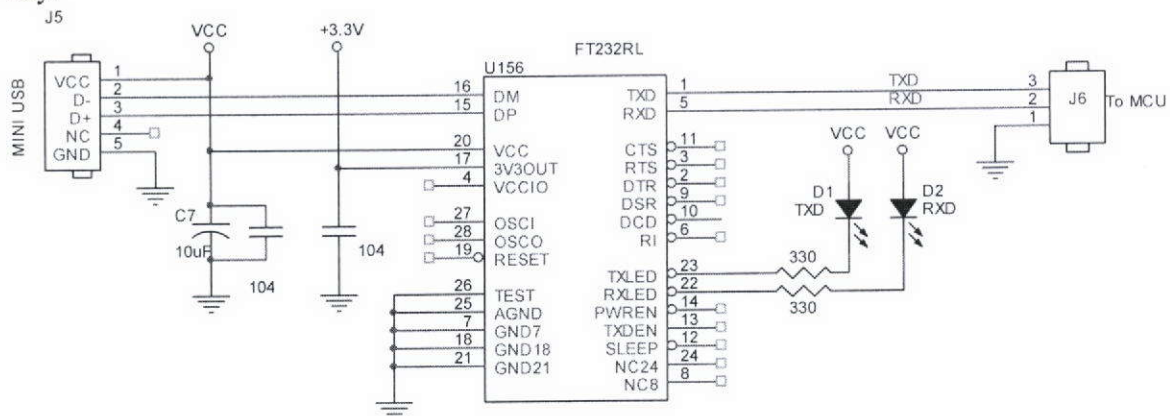 J5
MINI USB
VCC 1
D- 2
D+ 3
NC 4
GND 5
VCC
+3.3V
C7
10uF
104
104
FT232RL
U156
16 DM
15 DP
20 VCC
17 3V3OUT
4 VCCIO
27 OSCI
28 OSCO
19 RESET
26 TEST
25 AGND
7 GND7
18 GND18
21 GND21
TXD 1
RXD 5
CTS 11
RTS 3
DTR 2
DSR 9
DCD 10
RI 6
TXLED 23
RXLED 22
PWREN 14
TXDEN 13
SLEEP 12
NC24 24
NC8 8
TXD 3
RXD 2
1
J6
To MCU
VCC VCC
D1
TXD
D2
RXD
330
330